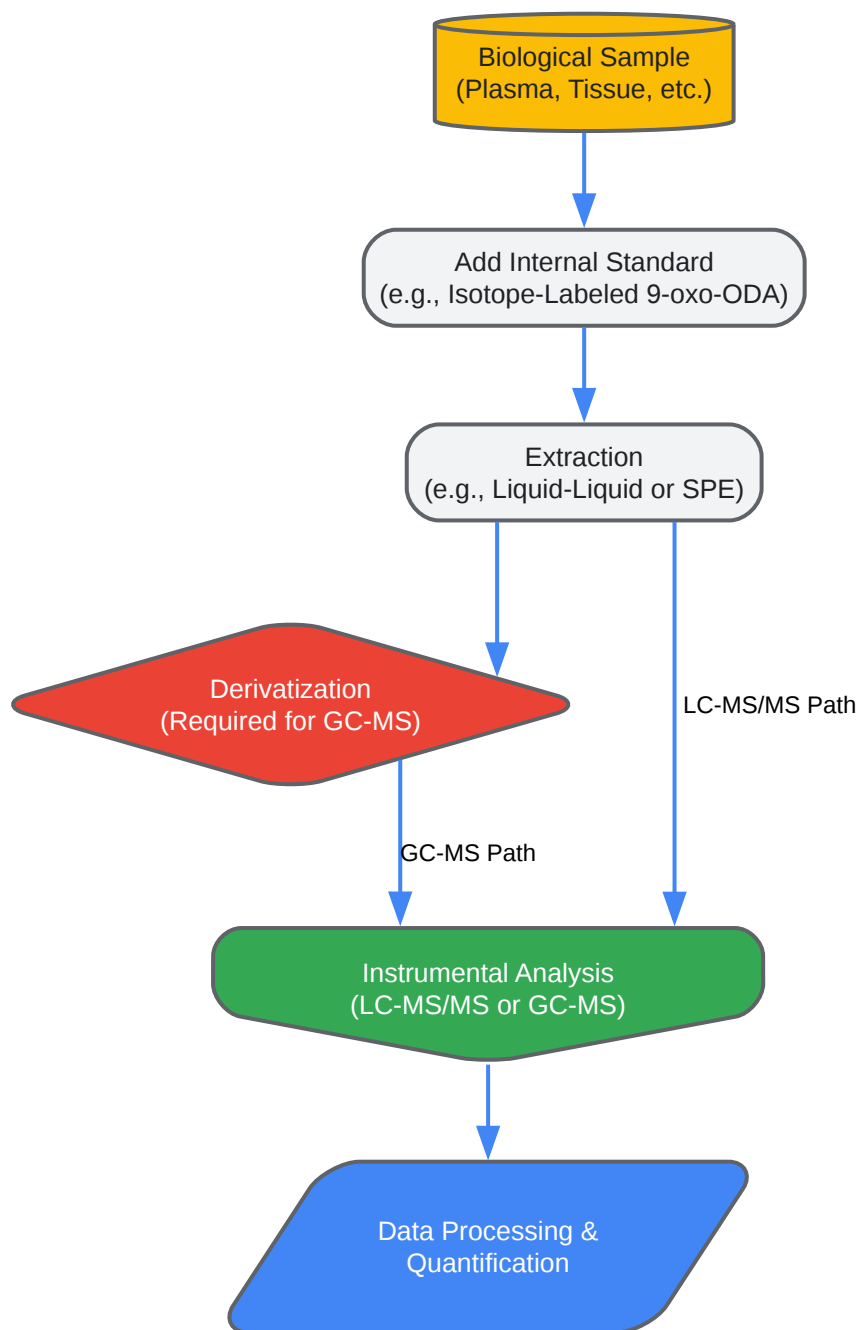 Biological Sample
(Plasma, Tissue, etc.)
Add Internal Standard
(e.g., Isotope-Labeled 9-oxo-ODA)
Extraction
(e.g., Liquid-Liquid or SPE)
Derivatization
(Required for GC-MS)
LC-MS/MS Path
GC-MS Path
Instrumental Analysis
(LC-MS/MS or GC-MS)
Data Processing &
Quantification